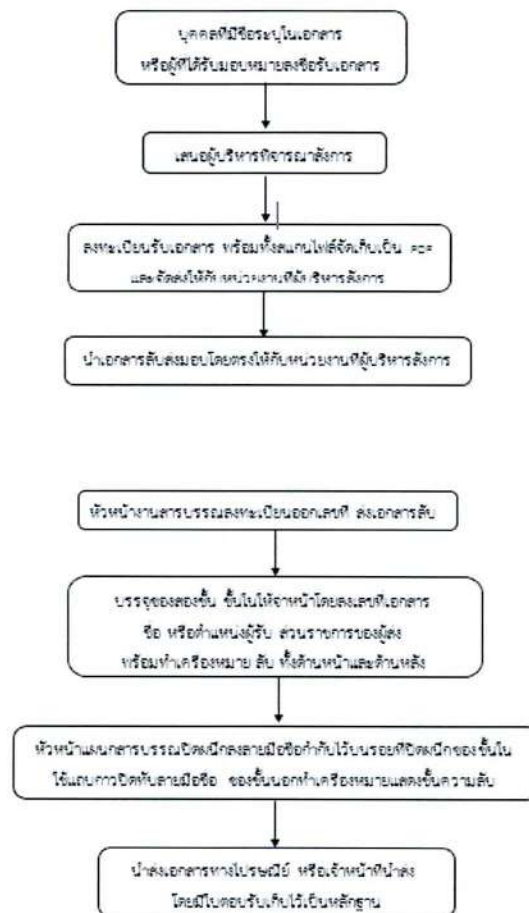 บุคคลที่มีชื่อระบุในเอกสาร
หรือผู้ที่ได้รับมอบหมายลงชื่อรับเอกสาร
เสนอผู้บริหารพิจารณาสั่งการ
ลงทะเบียนรับเอกสาร พร้อมทั้งสแกนไฟล์จัดเก็บเป็น PDF
และจัดส่งให้กับหน่วยงานที่ผู้บริหารสั่งการ
นำเอกสารลับส่งมอบโดยตรงให้กับหน่วยงานที่ผู้บริหารสั่งการ
หัวหน้างานสารบรรณลงทะเบียนออกเลขที่ ส่งเอกสารลับ
บรรจุซองสองชั้น ชั้นในให้จ่าหน้าโดยลงเลขที่เอกสาร
ชื่อ หรือตำแหน่งผู้รับ ส่วนราชการของผู้ส่ง
พร้อมทำเครื่องหมาย ลับ ทั้งด้านหน้าและด้านหลัง
หัวหน้าแผนกสารบรรณปิดผนึกลงลายมือชื่อกำกับไว้บนรอยที่ปิดผนึกซองชั้นใน
ใช้แถบกาวปิดทับลายมือชื่อ ซองชั้นนอกทำเครื่องหมายแสดงชั้นความลับ
นำส่งเอกสารทางไปรษณีย์ หรือเจ้าหน้าที่นำส่ง
โดยมีใบตอบรับเก็บไว้เป็นหลักฐาน